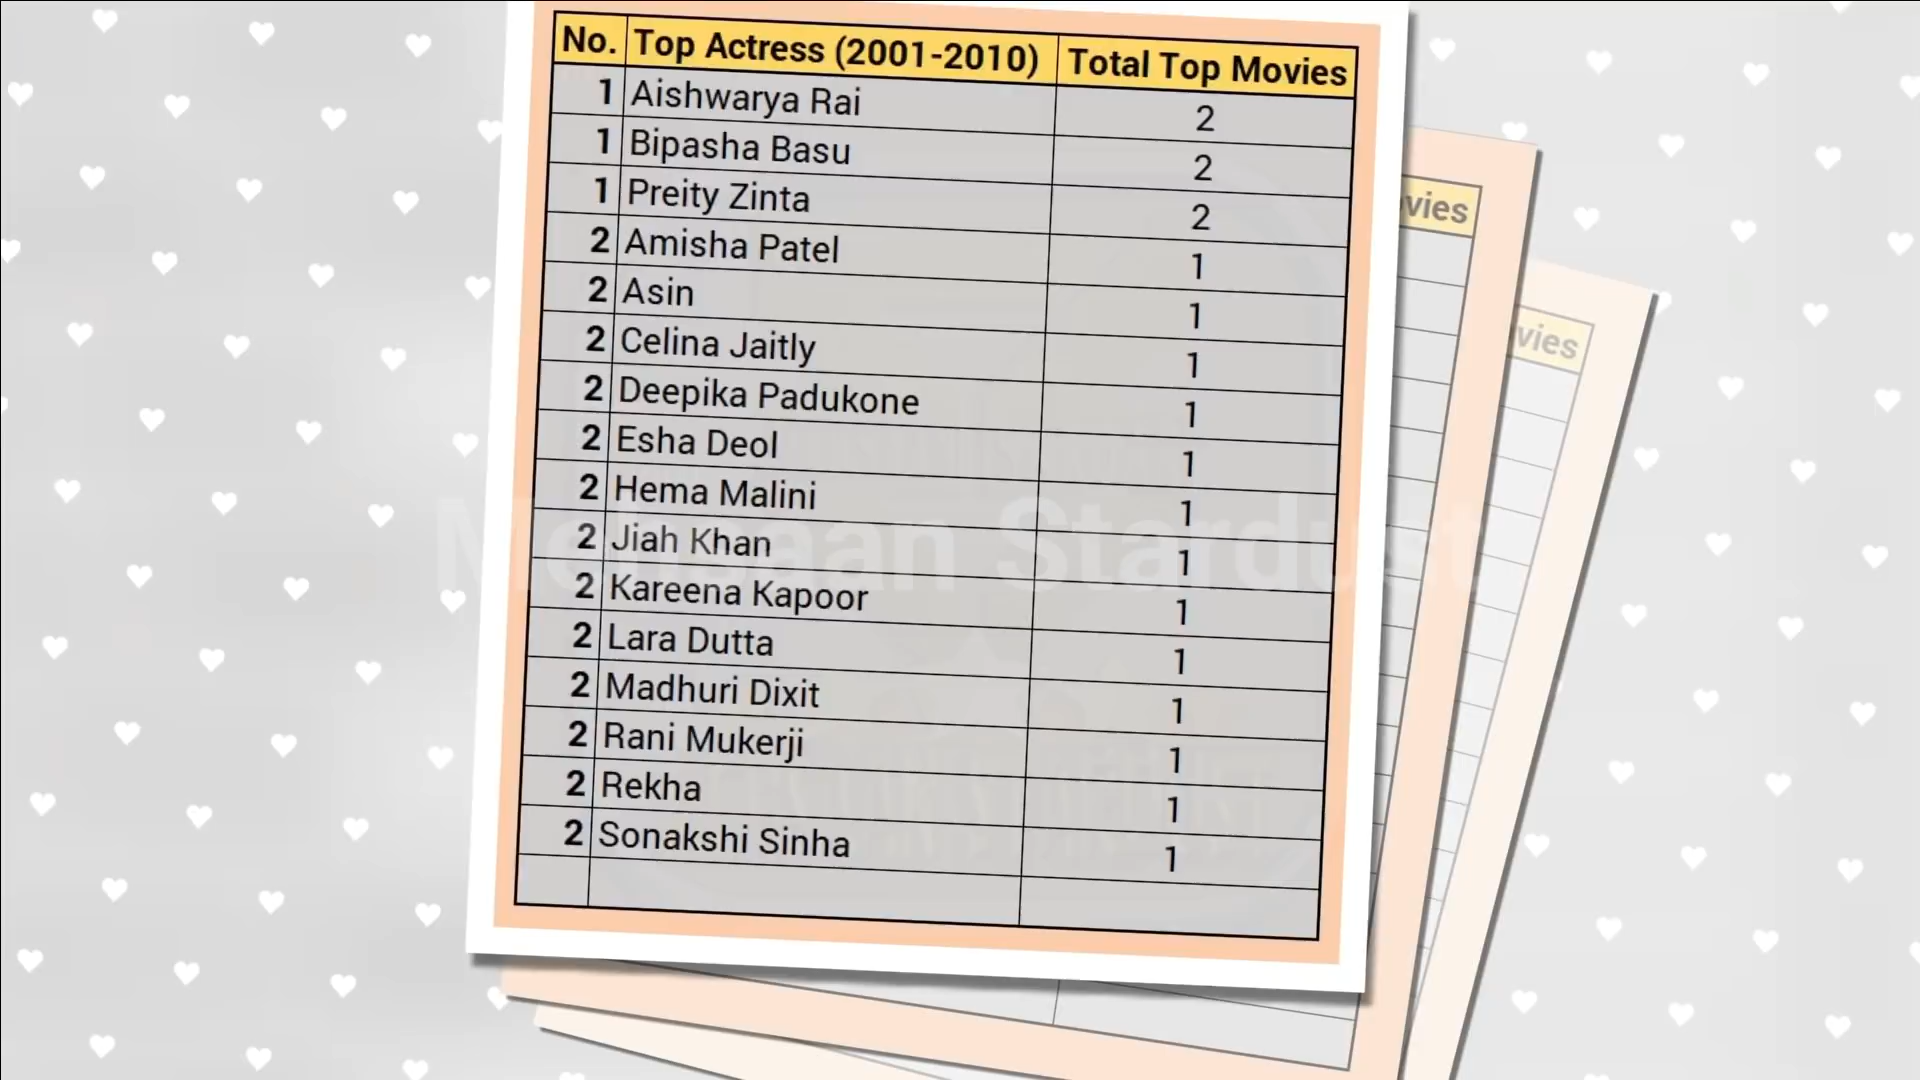 No. Top Actress (2001-2010) Total Top Movies
1 Aishwarya Rai 2
1 Bipasha Basu 2
1 Preity Zinta 2
2 Amisha Patel 1
2 Asin 1
2 Celina Jaitly 1
2 Deepika Padukone 1
2 Esha Deol 1
2 Hema Malini 1
2 Jiah Khan 1
2 Kareena Kapoor 1
2 Lara Dutta 1
2 Madhuri Dixit 1
2 Rani Mukerji 1
2 Rekha 1
2 Sonakshi Sinha 1
Mehsaan Stardust
vies
vies